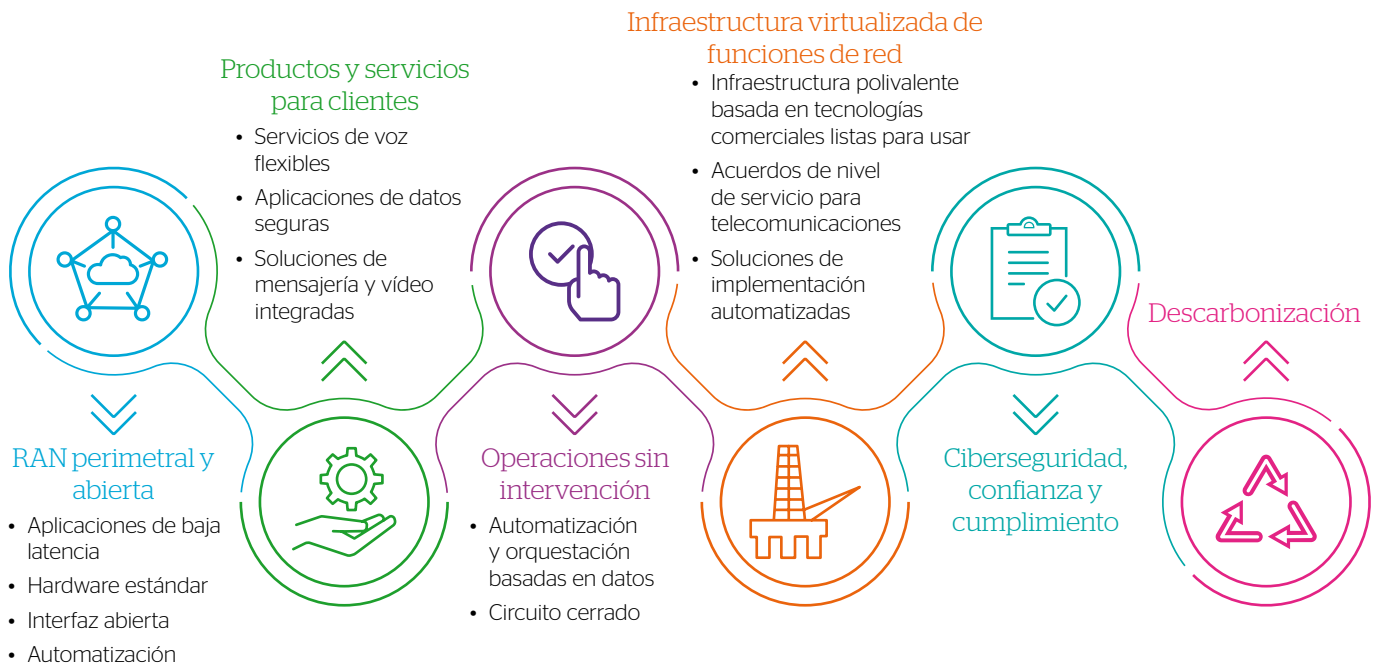 RAN perimetral y
abierta
• Aplicaciones de baja
latencia
• Hardware estándar
• Interfaz abierta
• Automatización
Productos y servicios
para clientes
• Servicios de voz
flexibles
• Aplicaciones de datos
seguras
• Soluciones de
mensajería y vídeo
integradas
Operaciones sin
intervención
• Automatización
y orquestación
basadas en datos
• Circuito cerrado
Infraestructura virtualizada de
funciones de red
• Infraestructura polivalente
basada en tecnologías
comerciales listas para usar
• Acuerdos de nivel
de servicio para
telecomunicaciones
• Soluciones de
implementación
automatizadas
Ciberseguridad,
confianza y
cumplimiento
Descarbonización